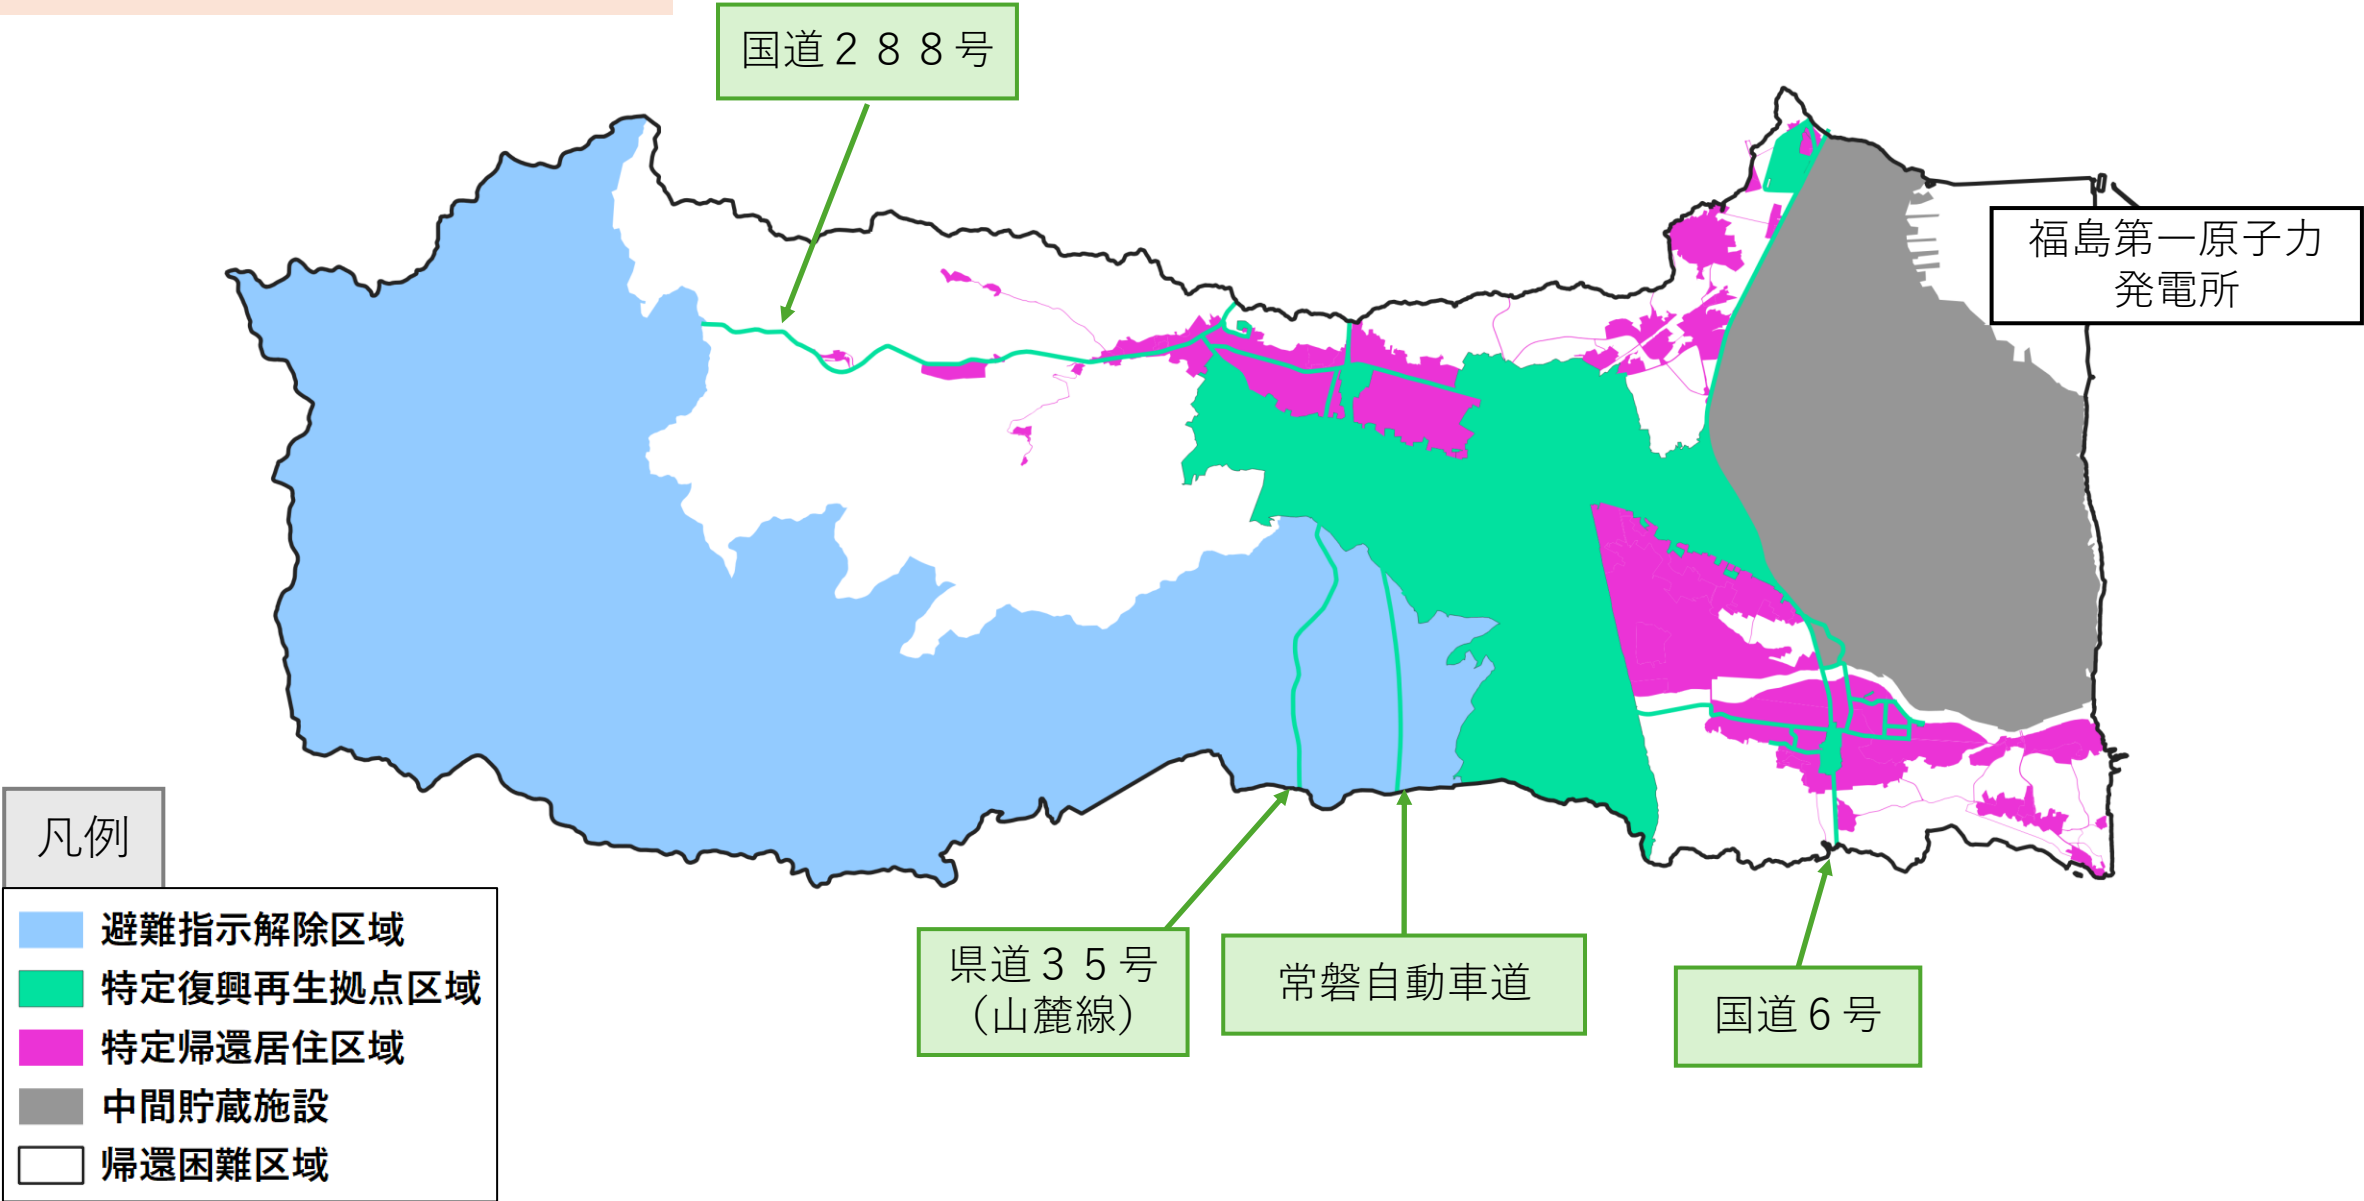 国道２８８号
福島第一原子力
発電所
凡例
避難指示解除区域
特定復興再生拠点区域
特定帰還居住区域
中間貯蔵施設
帰還困難区域
県道３５号
（山麓線）
常磐自動車道
国道６号